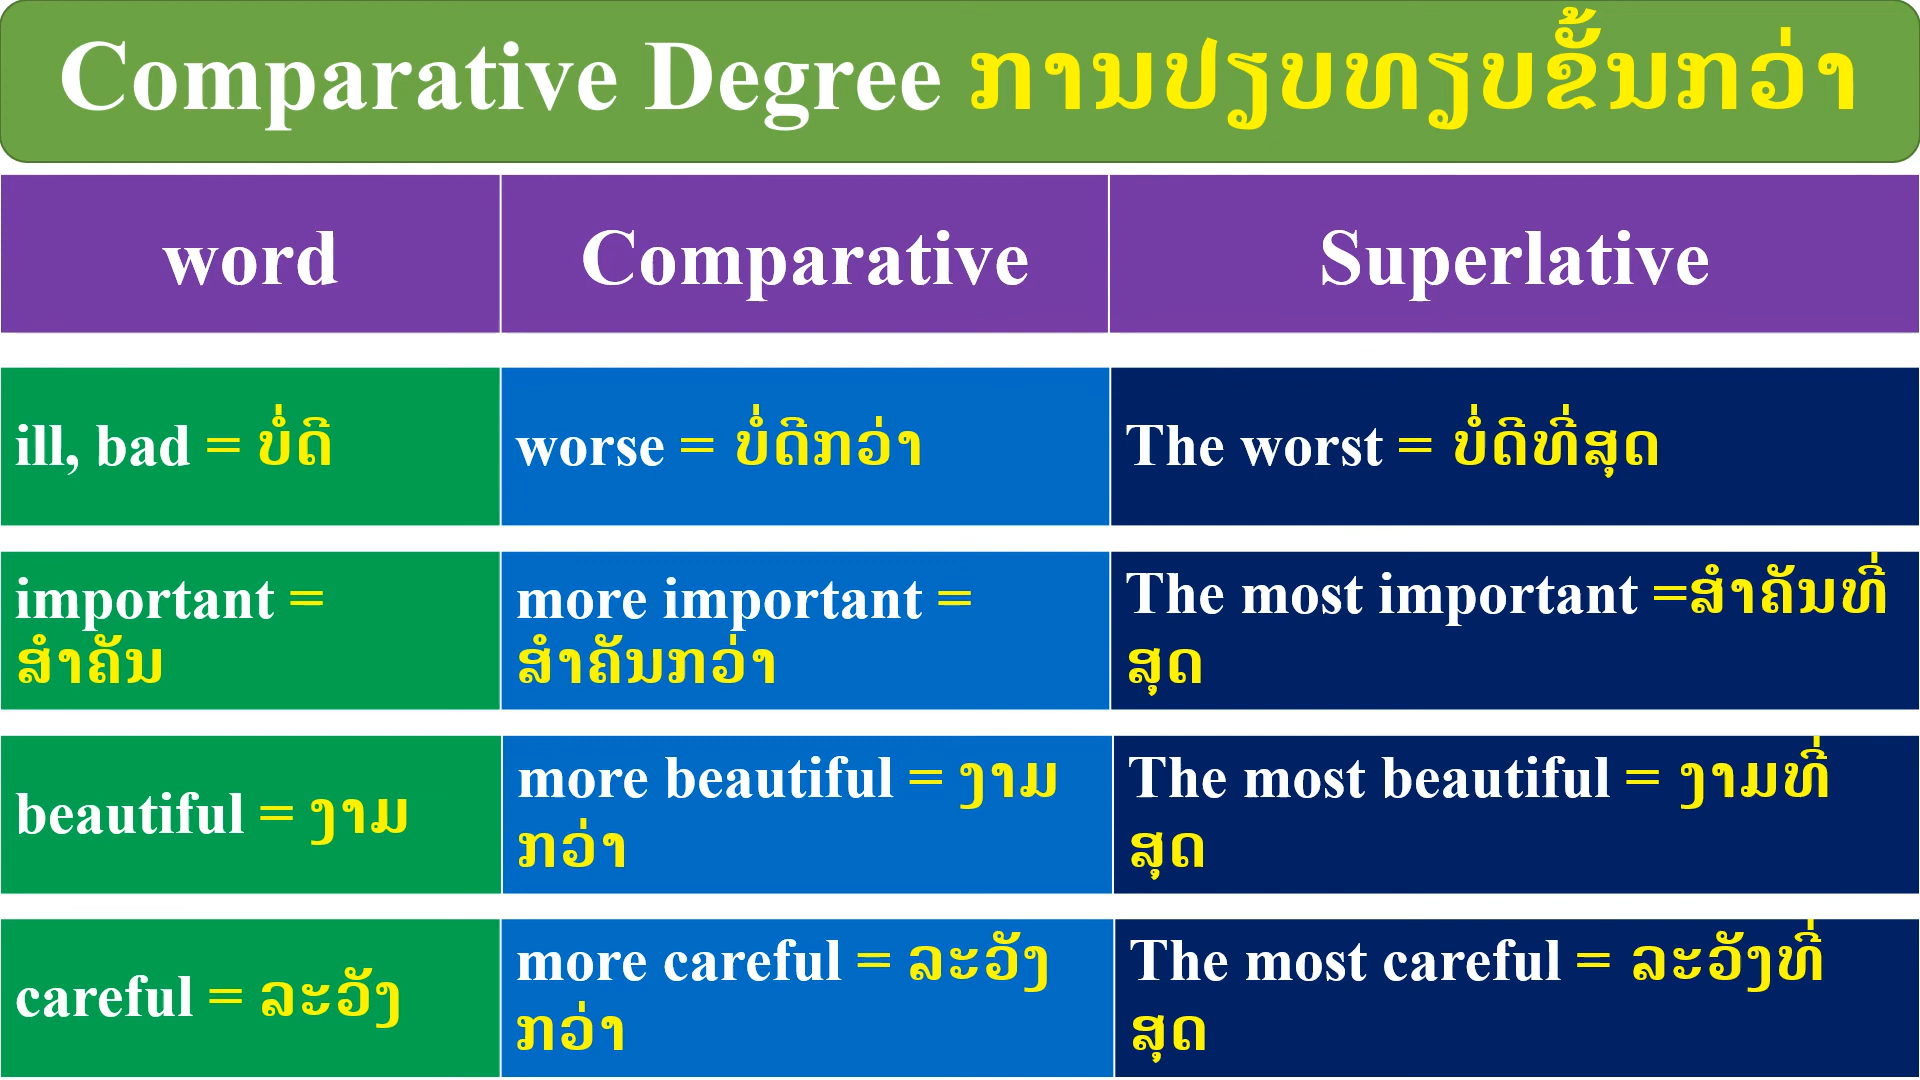 Comparative Degree ການປຽບທຽບຂັ້ນກວ່າ
word
Comparative
Superlative
ill, bad = ບໍ່ດີ
worse = ບໍ່ດີກວ່າ
The worst = ບໍ່ດີທີ່ສຸດ
important =
ສຳຄັນ
more important =
ສຳຄັນກວ່າ
The most important =ສຳຄັນທີ່
ສຸດ
beautiful = ງາມ
more beautiful = ງາມ
ກວ່າ
The most beautiful = ງາມທີ່
ສຸດ
careful = ລະວັງ
more careful = ລະວັງ
ກວ່າ
The most careful = ລະວັງທີ່
ສຸດ